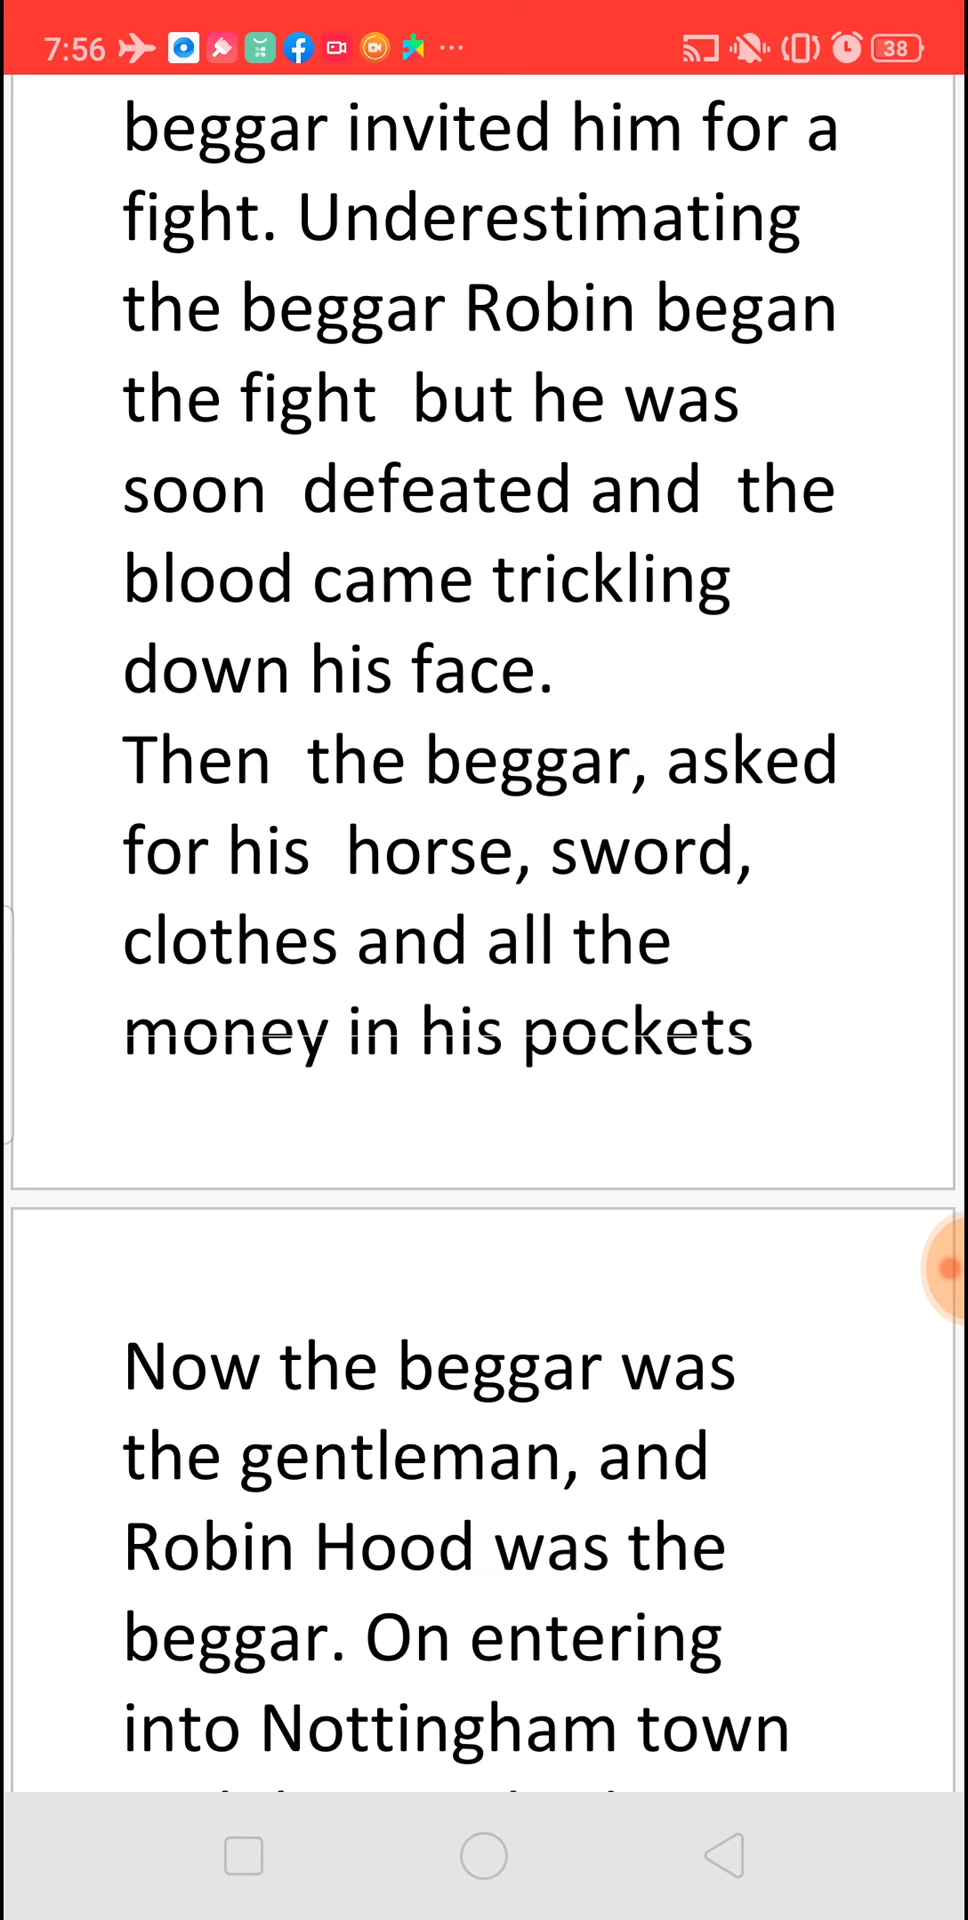 7:56
38
beggar invited him for a
fight. Underestimating
the beggar Robin began
the fight  but he was
soon  defeated and  the
blood came trickling
down his face.
Then  the beggar, asked
for his  horse, sword,
clothes and all the
money in his pockets
Now the beggar was
the gentleman, and
Robin Hood was the
beggar. On entering
into Nottingham town